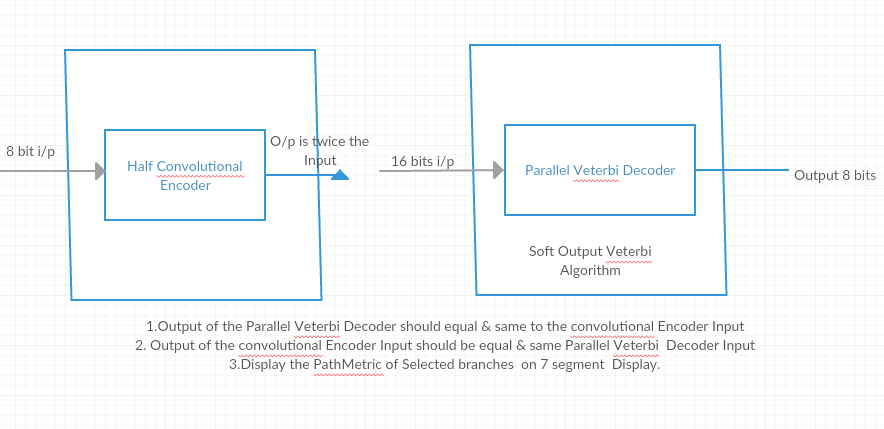 8 bit i/p
Half Convolutional
Encoder
O/p is twice the
Input
16 bits i/p
Parallel Veterbi Decoder
Output 8 bits
Soft Output Veterbi
Algorithm
1.Output of the Parallel Veterbi Decoder should equal & same to the convolutional Encoder Input
2. Output of the convolutional Encoder Input should be equal & same Parallel Veterbi Decoder Input
3.Display the PathMetric of Selected branches on 7 segment Display.